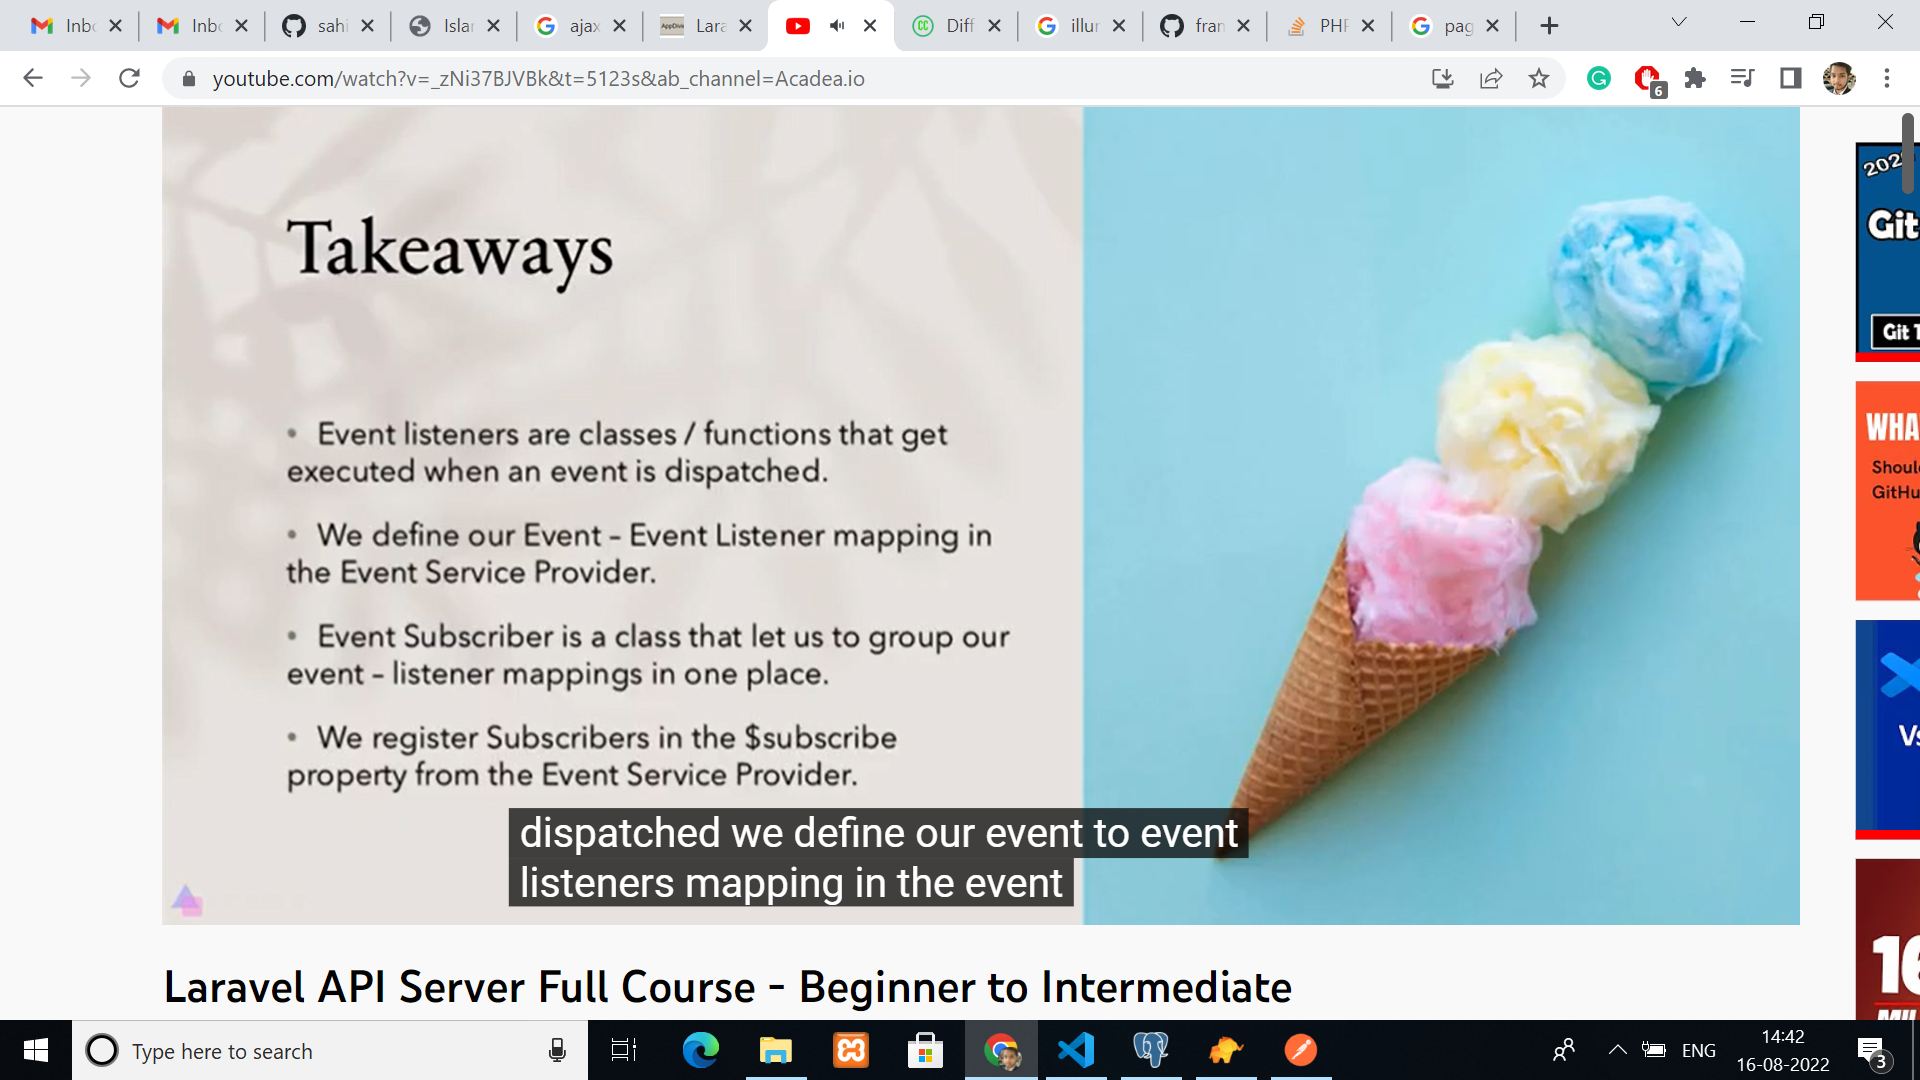 Inbo
Inbo
sahi
Islar
ajax
Lara
Diff
illur
fran
PHF
pag
youtube.com/watch?v=_zNi37BJVBk&t=5123s&ab_channel=Acadea.io
6
Takeaways
• Event listeners are classes / functions that get
executed when an event is dispatched.
• We define our Event – Event Listener mapping in
the Event Service Provider.
• Event Subscriber is a class that let us to group our
event – listener mappings in one place.
• We register Subscribers in the $subscribe
property from the Event Service Provider.
dispatched we define our event to event
listeners mapping in the event
202
Git
Git T
WHA
Shoul
GitHu
Vs
16
Laravel API Server Full Course - Beginner to Intermediate
Type here to search
ENG
14:42
16-08-2022
3